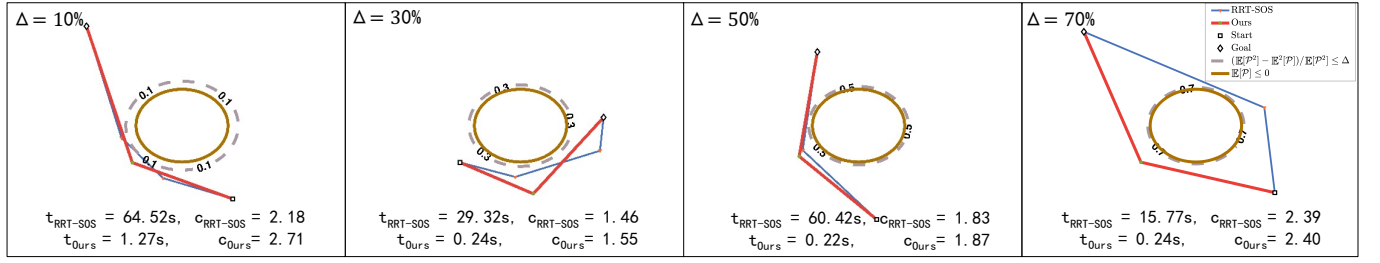 Δ = 10%
0.1
0.1
0.1
0.1
t_RRT-SOS = 64.52s, c_RRT-SOS = 2.18
t_Ours = 1.27s, c_Ours = 2.71
Δ = 30%
0.3
0.3
0.3
t_RRT-SOS = 29.32s, c_RRT-SOS = 1.46
t_Ours = 0.24s, c_Ours = 1.55
Δ = 50%
0.5
0.5
0.5
t_RRT-SOS = 60.42s, c_RRT-SOS = 1.83
t_Ours = 0.22s, c_Ours = 1.87
Δ = 70%
RRT-SOS
Ours
Start
Goal
(𝔼[𝒫²] − 𝔼²[𝒫])/𝔼[𝒫²] ≤ Δ
𝔼[𝒫] ≤ 0
0.7
0.7
0.7
t_RRT-SOS = 15.77s, c_RRT-SOS = 2.39
t_Ours = 0.24s, c_Ours = 2.40